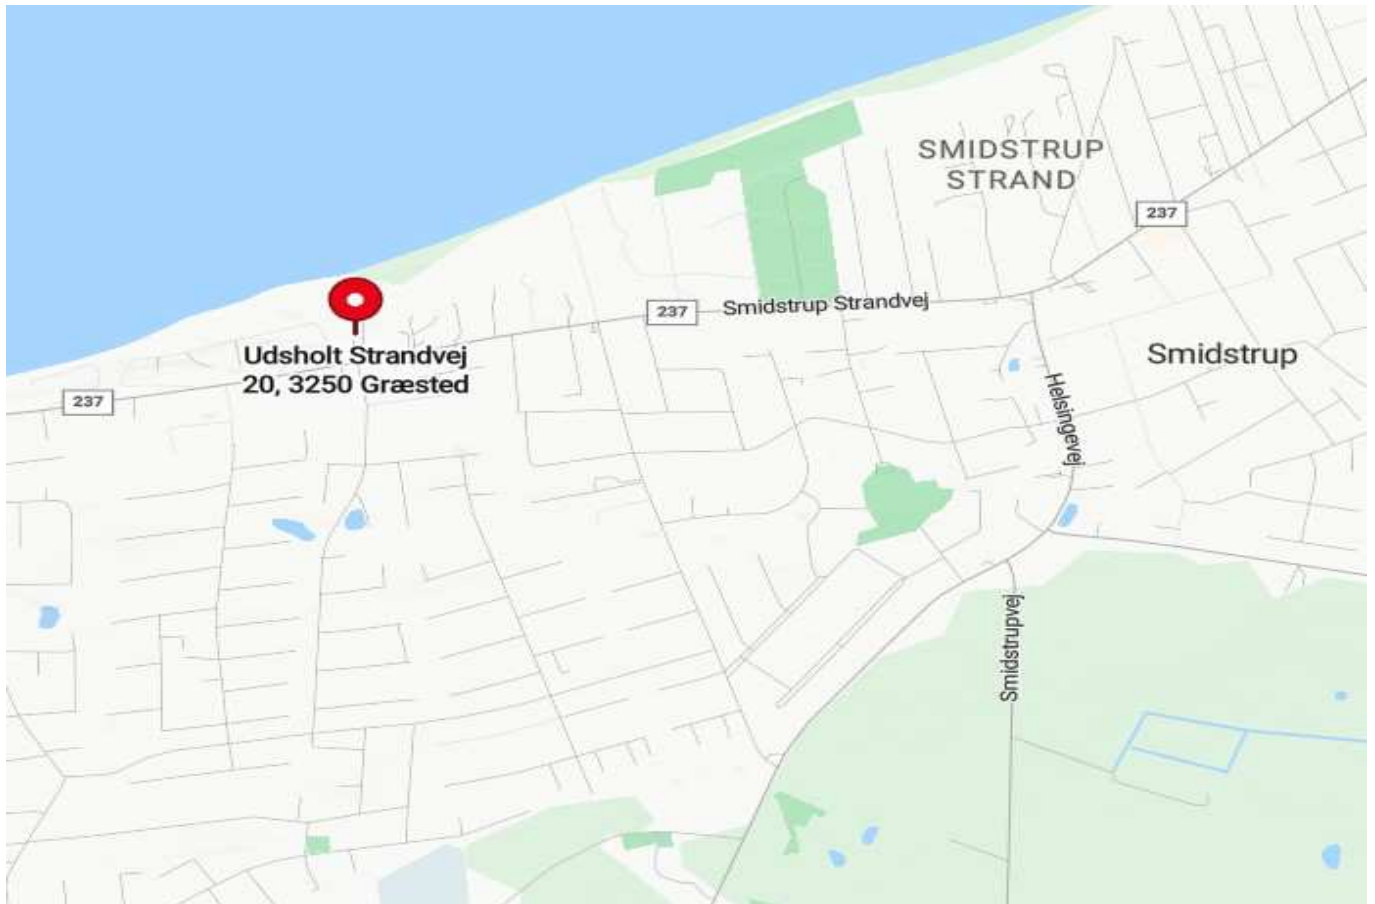 SMIDSTRUP
STRAND
237
237
Smidstrup Strandvej
Udsholt Strandvej
20, 3250 Græsted
237
Smidstrup
Helsingevej
Smidstrupvej